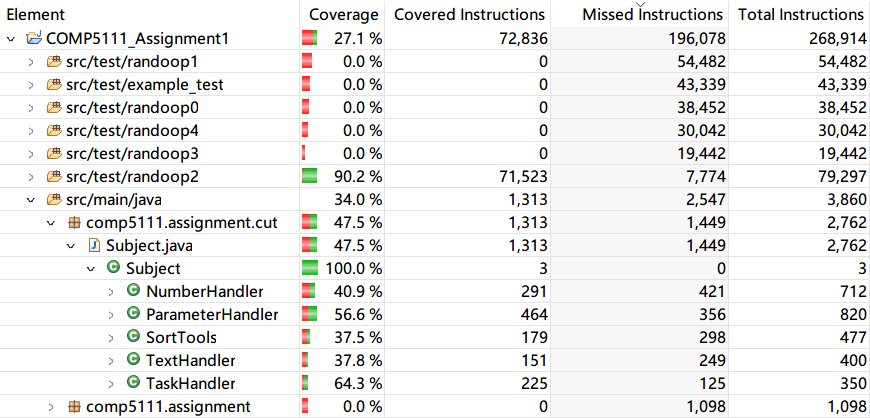 Element Coverage Covered Instructions Missed Instructions Total Instructions
COMP5111_Assignment1 27.1 % 72,836 196,078 268,914
src/test/randoop1 0.0 % 0 54,482 54,482
src/test/example_test 0.0 % 0 43,339 43,339
src/test/randoop0 0.0 % 0 38,452 38,452
src/test/randoop4 0.0 % 0 30,042 30,042
src/test/randoop3 0.0 % 0 19,442 19,442
src/test/randoop2 90.2 % 71,523 7,774 79,297
src/main/java 34.0 % 1,313 2,547 3,860
comp5111.assignment.cut 47.5 % 1,313 1,449 2,762
Subject.java 47.5 % 1,313 1,449 2,762
Subject 100.0 % 3 0 3
NumberHandler 40.9 % 291 421 712
ParameterHandler 56.6 % 464 356 820
SortTools 37.5 % 179 298 477
TextHandler 37.8 % 151 249 400
TaskHandler 64.3 % 225 125 350
comp5111.assignment 0.0 % 0 1,098 1,098